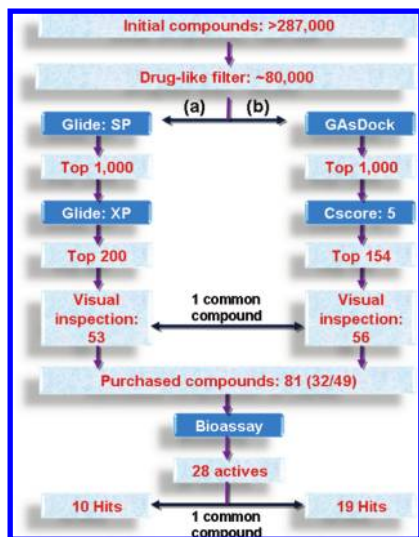 Initial compounds: >287,000
Drug-like filter: ~80,000
(a) (b)
Glide: SP GAsDock
Top 1,000 Top 1,000
Glide: XP Cscore: 5
Top 200 Top 154
Visual
inspection:
53
1 common
compound
Visual
inspection:
56
Purchased compounds: 81 (32/49)
Bioassay
28 actives
10 Hits
1 common
compound
19 Hits